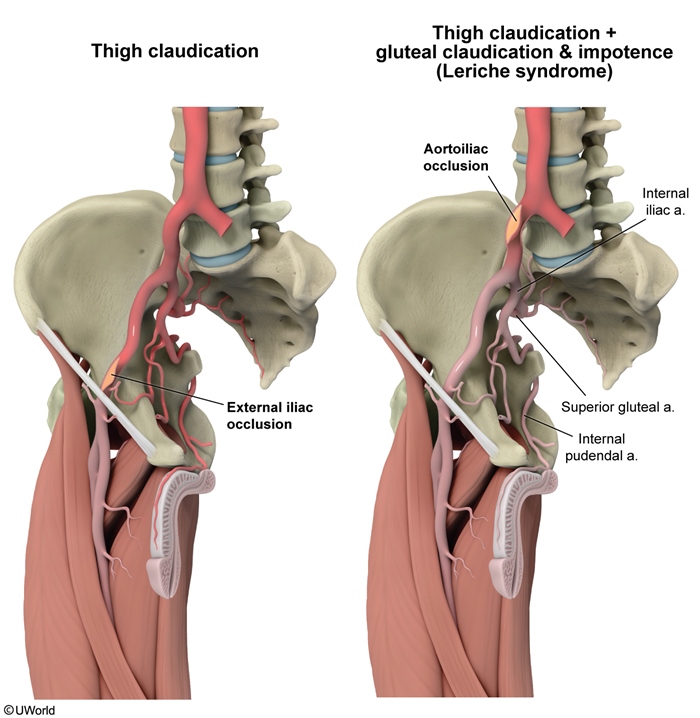 Thigh claudication
Thigh claudication +
gluteal claudication & impotence
(Leriche syndrome)
Aortoiliac
occlusion
Internal
iliac a.
External iliac
occlusion
Superior gluteal a.
Internal
pudendal a.
©UWorld